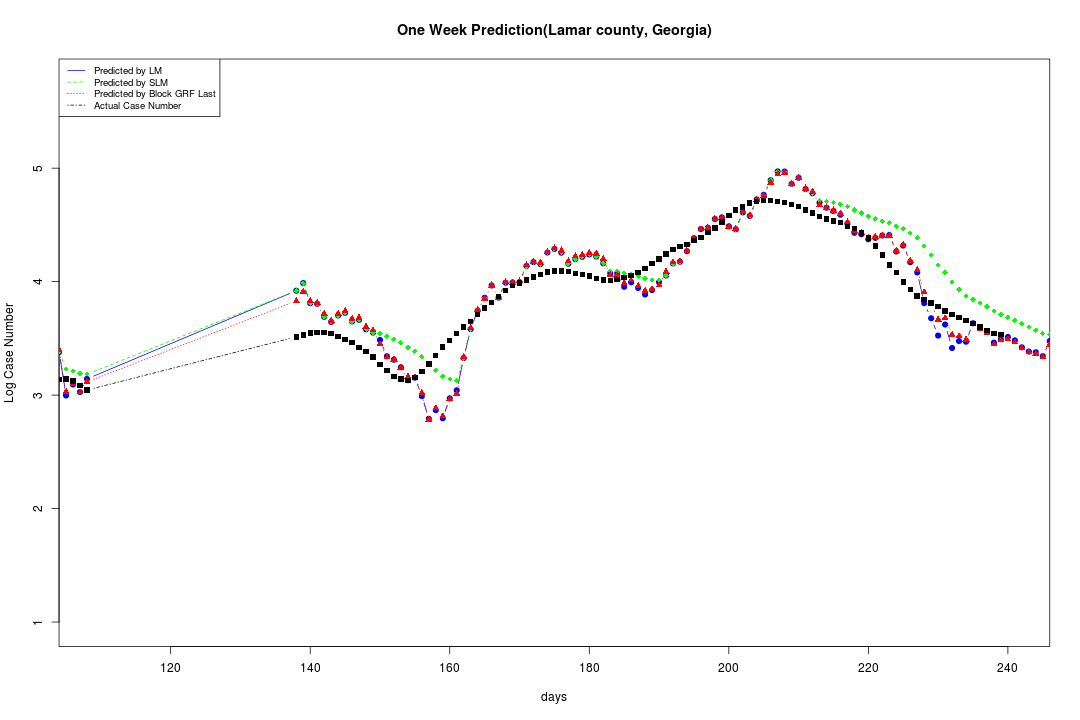 One Week Prediction(Lamar county, Georgia)
Predicted by LM
Predicted by SLM
Predicted by Block GRF Last
Actual Case Number
Log Case Number
5
4
3
2
1
120 140 160 180 200 220 240
days